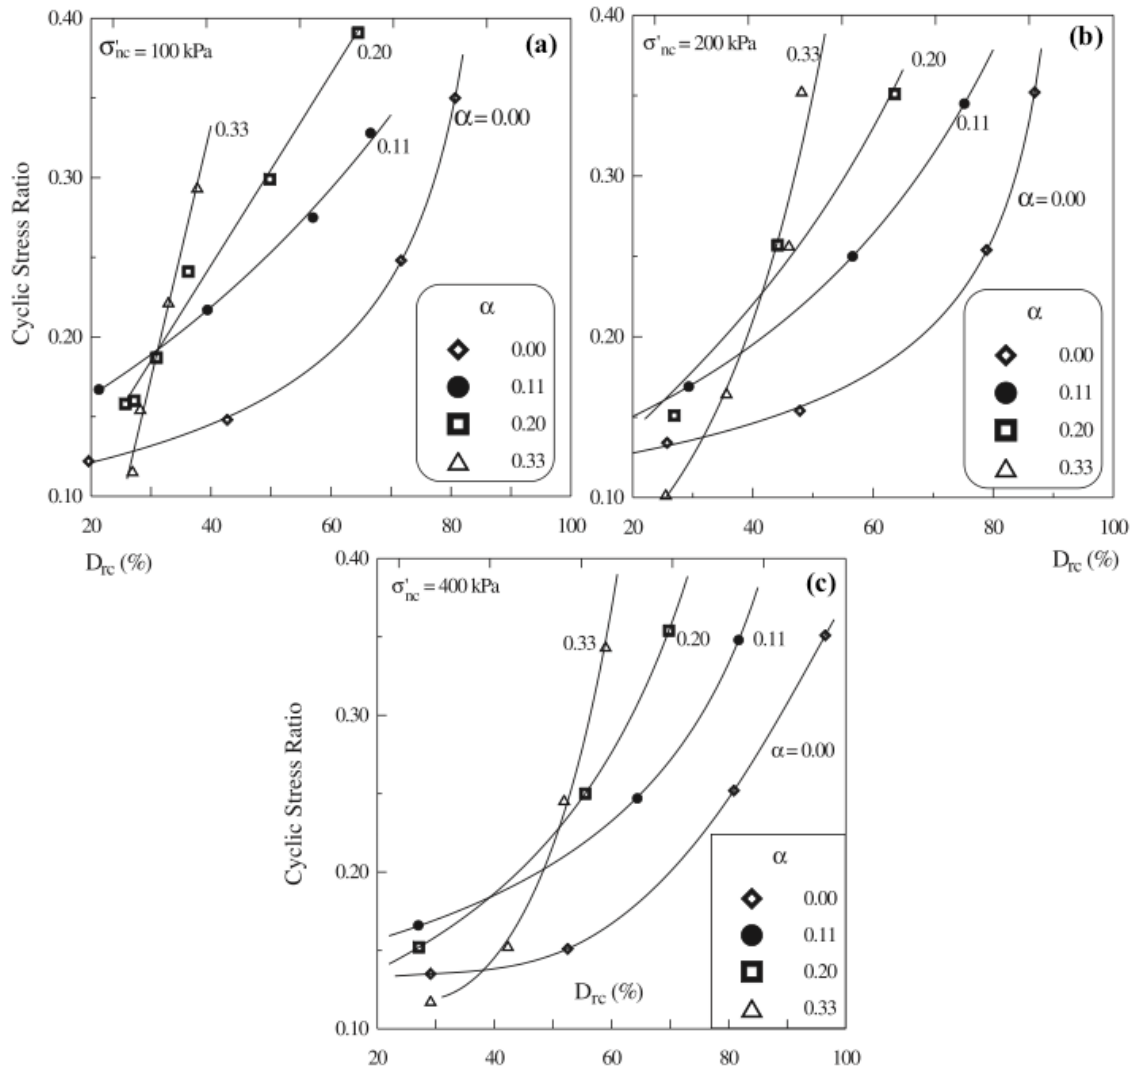 0.40
0.30
0.20
0.10
Cyclic Stress Ratio
σ'nc = 100 kPa
(a)
0.20
0.33
0.11
α = 0.00
α
0.00
0.11
0.20
0.33
20 40 60 80 100
Drc (%)
0.40
0.30
0.20
0.10
σ'nc = 200 kPa
(b)
0.33
0.20
0.11
α = 0.00
α
0.00
0.11
0.20
0.33
20 40 60 80 100
Drc (%)
0.40
0.30
0.20
0.10
Cyclic Stress Ratio
σ'nc = 400 kPa
(c)
0.33
0.20
0.11
α = 0.00
α
0.00
0.11
0.20
0.33
Drc (%)
20 40 60 80 100